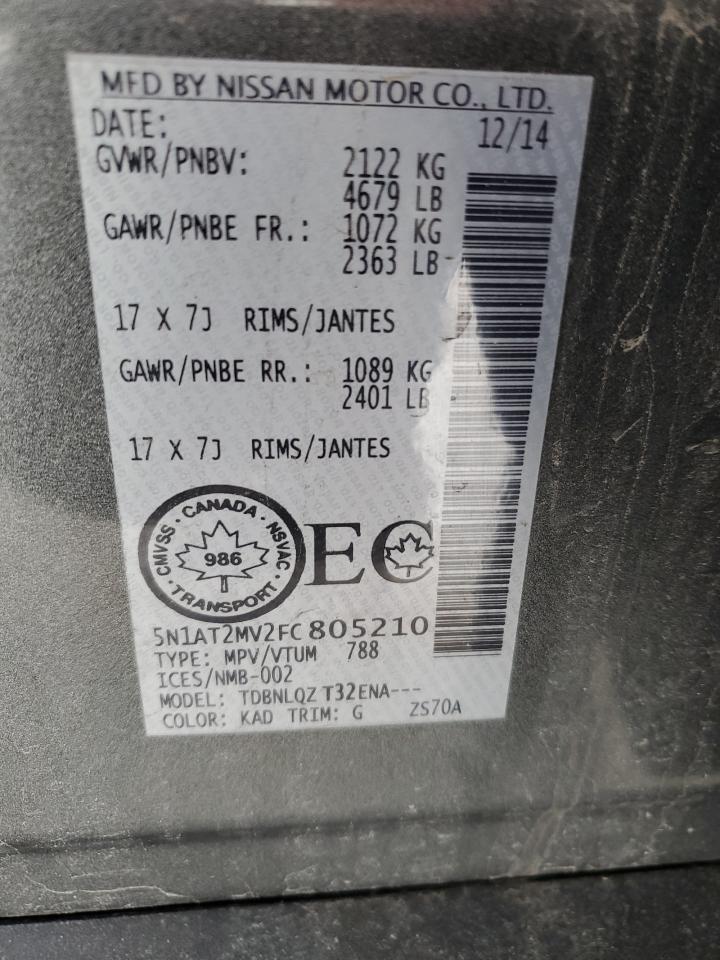 MFD BY NISSAN MOTOR CO., LTD.
DATE: 12/14
GVWR/PNBV: 2122 KG
4679 LB
GAWR/PNBE FR.: 1072 KG
2363 LB
17 X 7J RIMS/JANTES
GAWR/PNBE RR.: 1089 KG
2401 LB
17 X 7J RIMS/JANTES
CMVSS · CANADA · NSVAC · TRANSPORT ·
986
EC
5N1AT2MV2FC805210
TYPE: MPV/VTUM 788
ICES/NMB-002
MODEL: TDBNLQZ T32ENA---
COLOR: KAD TRIM: G ZS70A